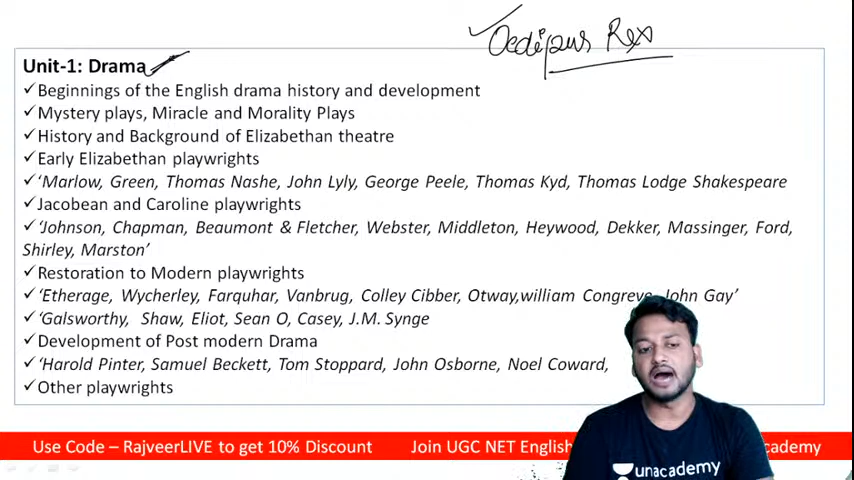 ✓Oedipus Rex
Unit-1: Drama
✓Beginnings of the English drama history and development
✓Mystery plays, Miracle and Morality Plays
✓History and Background of Elizabethan theatre
✓Early Elizabethan playwrights
✓‘Marlow, Green, Thomas Nashe, John Lyly, George Peele, Thomas Kyd, Thomas Lodge Shakespeare
✓Jacobean and Caroline playwrights
✓‘Johnson, Chapman, Beaumont & Fletcher, Webster, Middleton, Heywood, Dekker, Massinger, Ford,
Shirley, Marston’
✓Restoration to Modern playwrights
✓‘Etherage, Wycherley, Farquhar, Vanbrug, Colley Cibber, Otway,william Congreve, John Gay’
✓‘Galsworthy, Shaw, Eliot, Sean O, Casey, J.M. Synge
✓Development of Post modern Drama
✓‘Harold Pinter, Samuel Beckett, Tom Stoppard, John Osborne, Noel Coward,
✓Other playwrights
Use Code – RajveerLIVE to get 10% Discount Join UGC NET English
unacademy